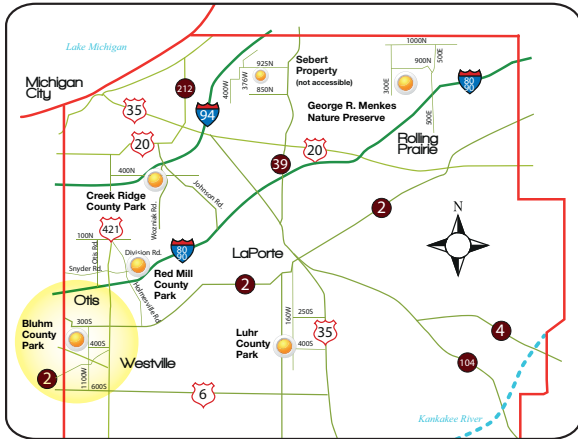 Lake Michigan
Michigan
City
1000N
925N
376W
400W
850N
Sebert
Property
(not accessible)
900N
500E
300E
500E
80
90
212
35
94
George R. Menkes
Nature Preserve
Rolling
Prairie
20
39
20
400N
Johnson Rd.
Wozniak Rd.
2
Creek Ridge
County Park
N
421
100N
Otis Rd.
Division Rd.
80
90
LaPorte
Snyder Rd.
Holmesville Rd.
Red Mill
County
Park
2
Otis
300S
Bluhm
County
Park
400S
1100W
2
600S
Westville
160W
250S
35
Luhr
County
Park
400S
4
104
6
Kankakee River